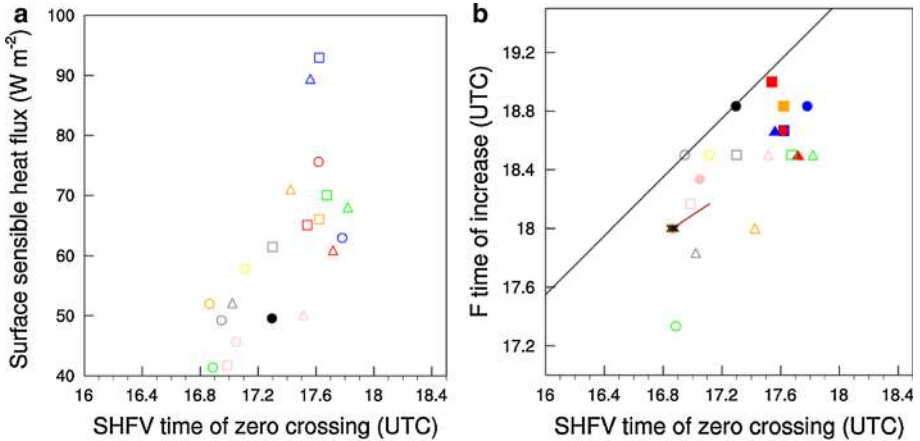 a
100
90
80
70
60
50
40
Surface sensible heat flux (W m⁻²)
16 16.4 16.8 17.2 17.6 18 18.4
SHFV time of zero crossing (UTC)
b
19.2
18.8
18.4
18
17.6
17.2
F time of increase (UTC)
16 16.4 16.8 17.2 17.6 18 18.4
SHFV time of zero crossing (UTC)